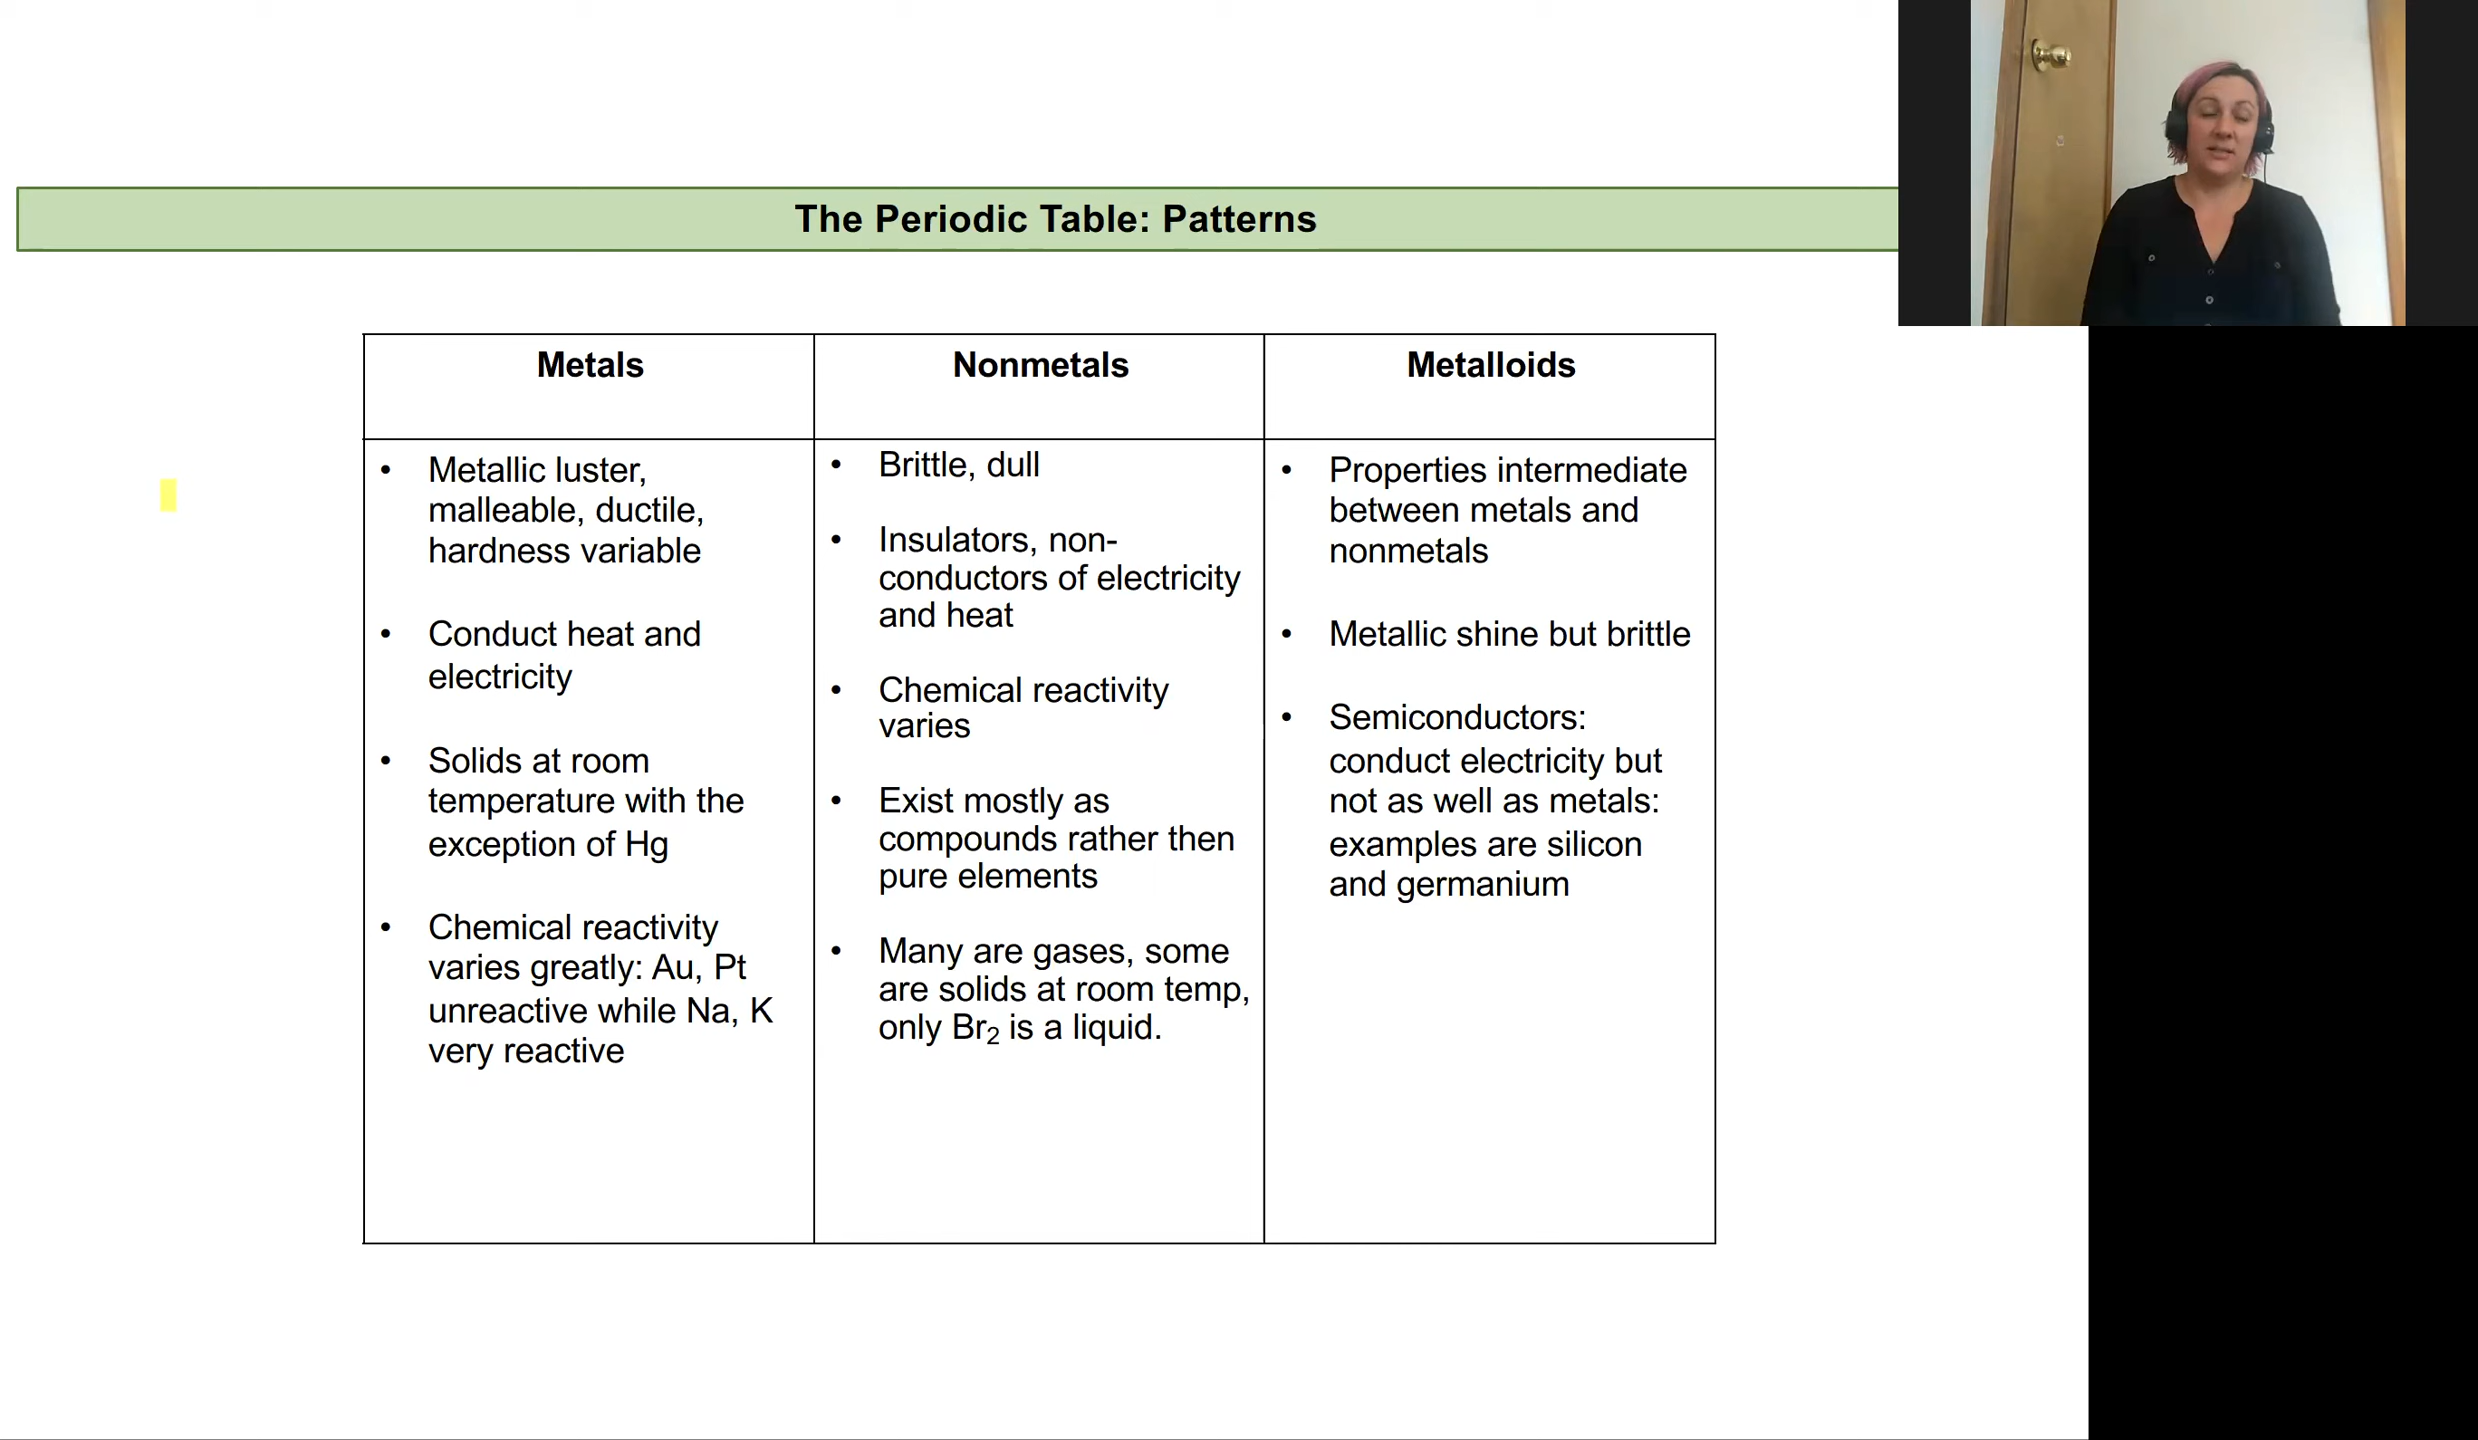 The Periodic Table: Patterns
Metals
Metallic luster,
malleable, ductile,
hardness variable
Conduct heat and
electricity
Solids at room
temperature with the
exception of Hg
Chemical reactivity
varies greatly: Au, Pt
unreactive while Na, K
very reactive
Nonmetals
Brittle, dull
Insulators, non-
conductors of electricity
and heat
Chemical reactivity
varies
Exist mostly as
compounds rather then
pure elements
Many are gases, some
are solids at room temp,
only Br₂ is a liquid.
Metalloids
Properties intermediate
between metals and
nonmetals
Metallic shine but brittle
Semiconductors:
conduct electricity but
not as well as metals:
examples are silicon
and germanium